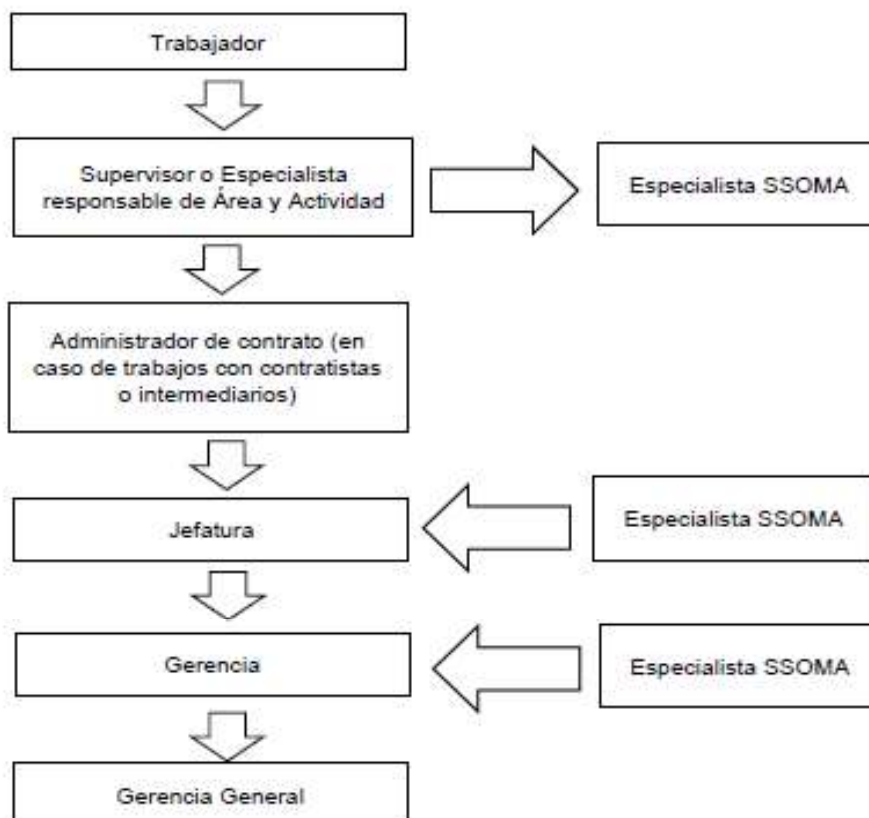 Trabajador
Supervisor o Especialista
responsable de Área y Actividad
Especialista SSOMA
Administrador de contrato (en
caso de trabajos con contratistas
o intermediarios)
Jefatura
Especialista SSOMA
Gerencia
Especialista SSOMA
Gerencia General